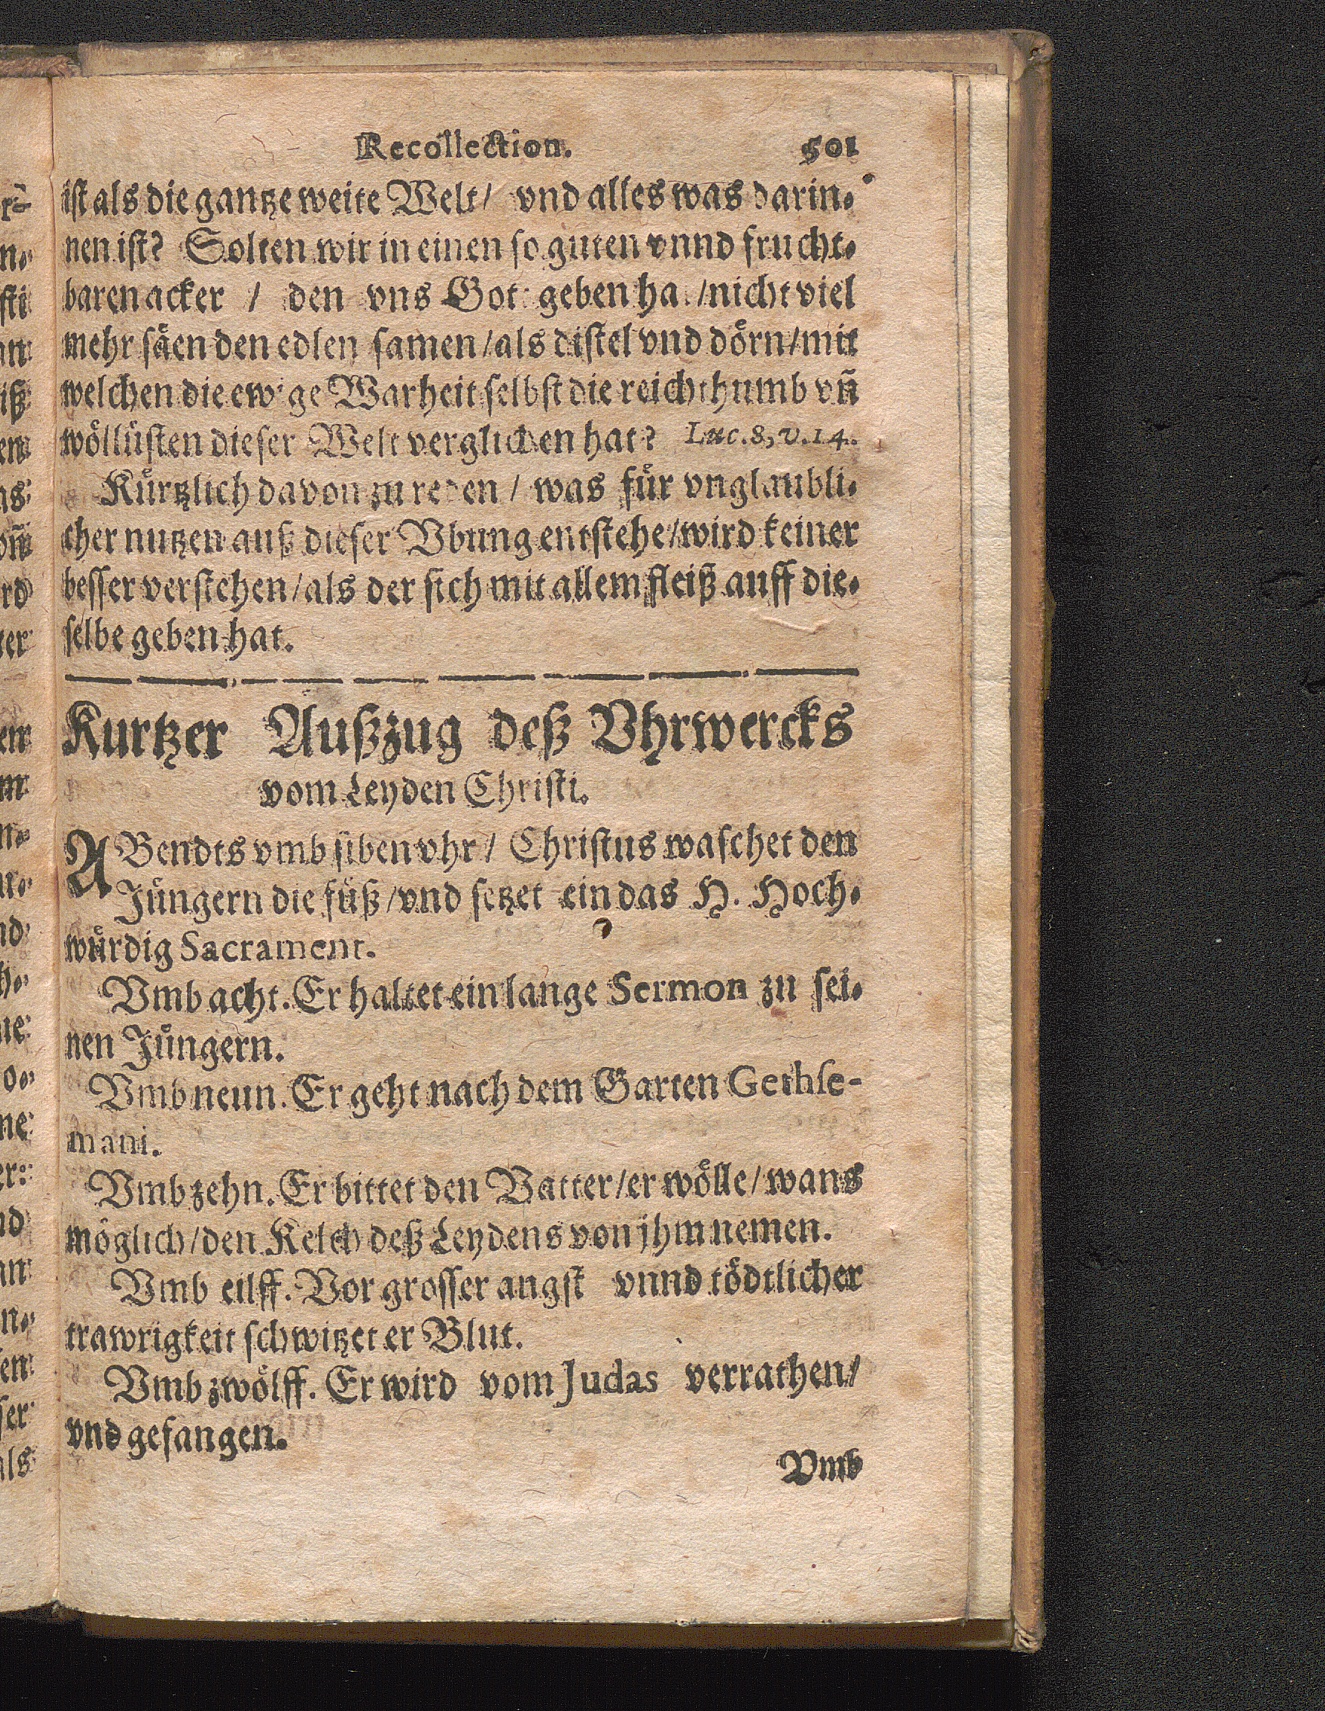 Recollection. 501
ist als die gantze weite Welt / vnd alles was darin-
nen ist? Solten wir in einen so guten vnnd frucht-
baren acker / den vns Got geben ha / nicht viel
mehr säen den edlen samen / als distel vnd dörn / mit
welchen die ewige Warheit selbst die reichthumb vñ
wöllüsten dieser Welt verglichen hat? Luc. 8, v. 14.
Kürtzlich davon zu reden / was für vnglaubli-
cher nutzen auß dieser Vbung entstehe / wird keiner
besser verstehen / als der sich mit allem fleiß auff die-
selbe geben hat.
Kurtzer Außzug deß Vhrwercks
vom Leyden Christi.
ABendts vmb siben vhr / Christus waschet den
Jüngern die füß / vnd setzet ein das H. Hoch-
würdig Sacrament.
Vmb acht. Er haltet ein lange Sermon zu sei-
nen Jüngern.
Vmb neun. Er geht nach dem Garten Gethse-
mani.
Vmb zehn. Er bittet den Vatter / er wölle / wans
möglich / den Kelch deß Leydens von jhm nemen.
Vmb eilff. Vor grosser angst vnnd tödtlicher
trawrigkeit schwitzet er Blut.
Vmb zwölff. Er wird vom Judas verrathen /
vnd gefangen.
Vmb